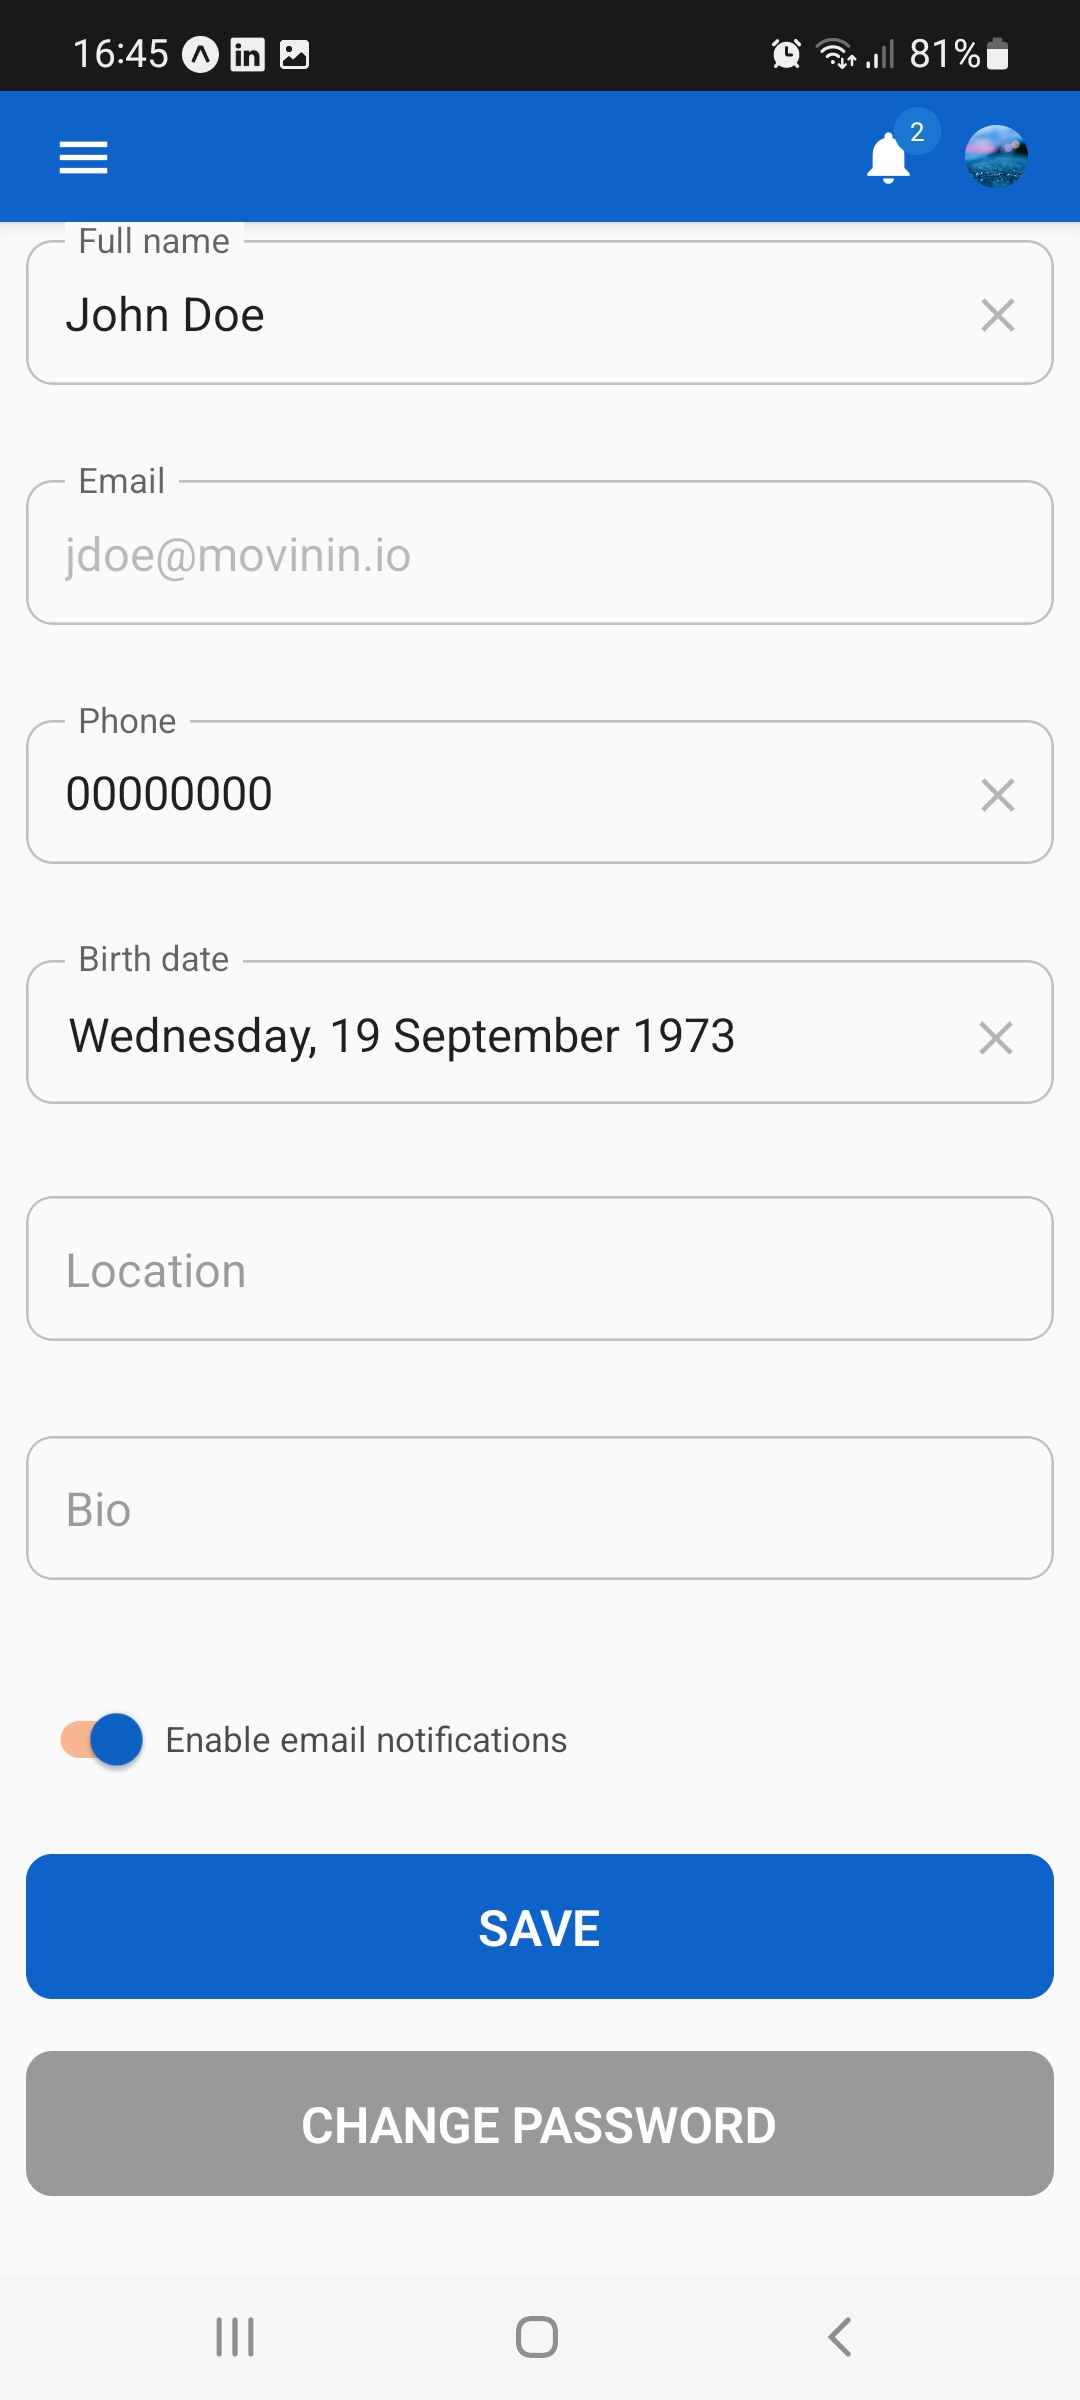 16:45 in 81%
2
Full name
John Doe
Email
jdoe@movinin.io
Phone
00000000
Birth date
Wednesday, 19 September 1973
Location
Bio
Enable email notifications
SAVE
CHANGE PASSWORD